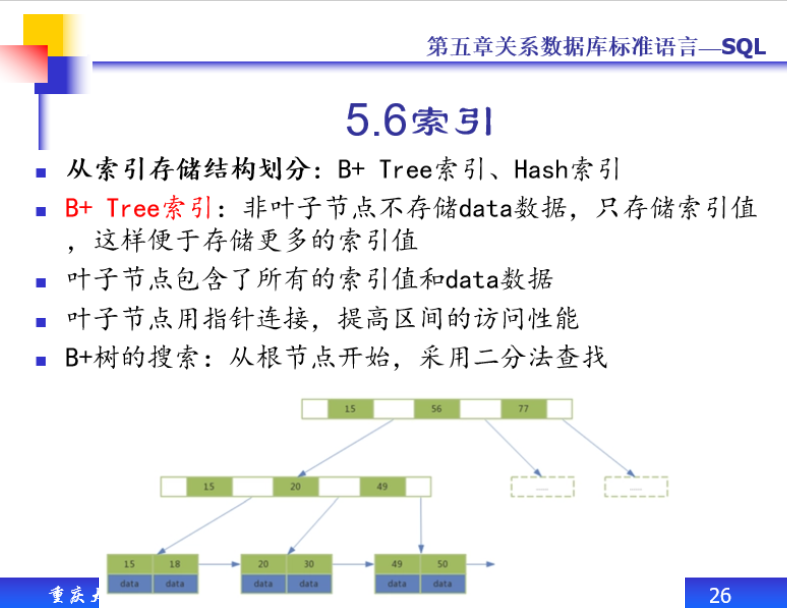 第五章关系数据库标准语言—SQL
5.6索引
从索引存储结构划分：B+ Tree索引、Hash索引
B+ Tree索引：非叶子节点不存储data数据，只存储索引值
，这样便于存储更多的索引值
叶子节点包含了所有的索引值和data数据
叶子节点用指针连接，提高区间的访问性能
B+树的搜索：从根节点开始，采用二分法查找
15 56 77
15 20 49
15 18 20 30 49 50
data data data data data data
重庆
26